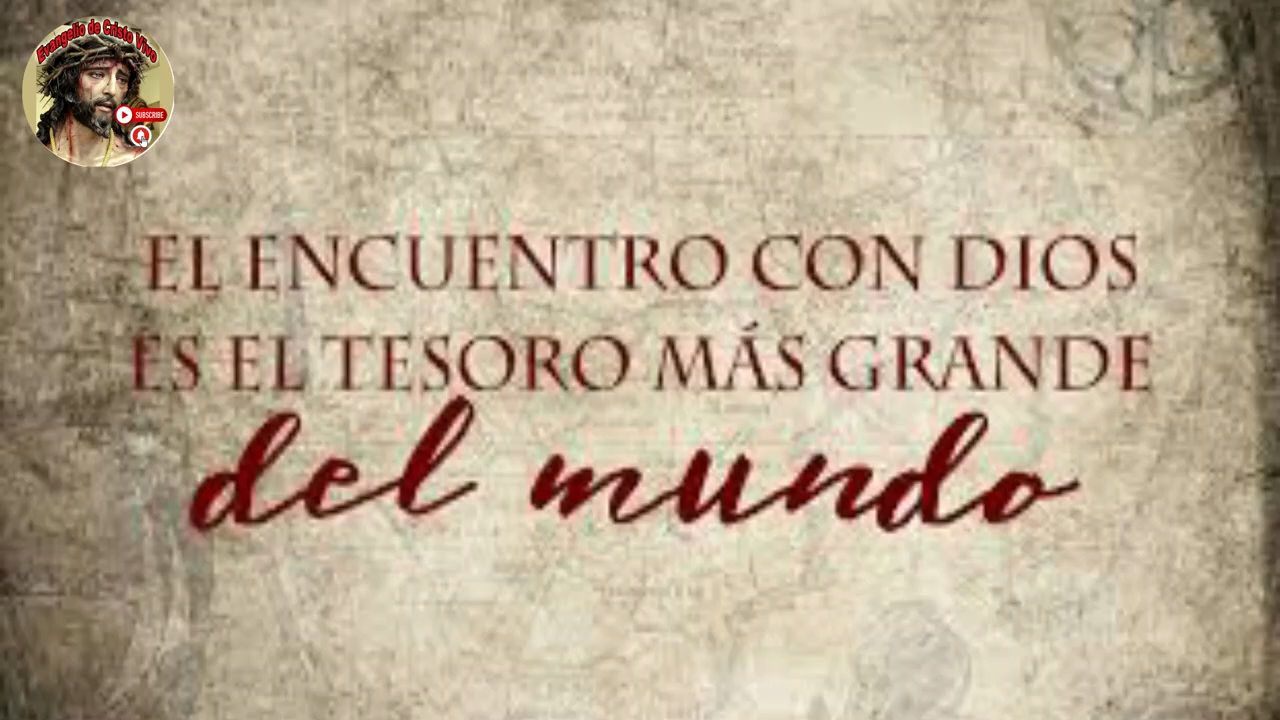 Evangelio de Cristo Vivo
SUBSCRIBE
EL ENCUENTRO CON DIOS
ES EL TESORO MÁS GRANDE
del mundo